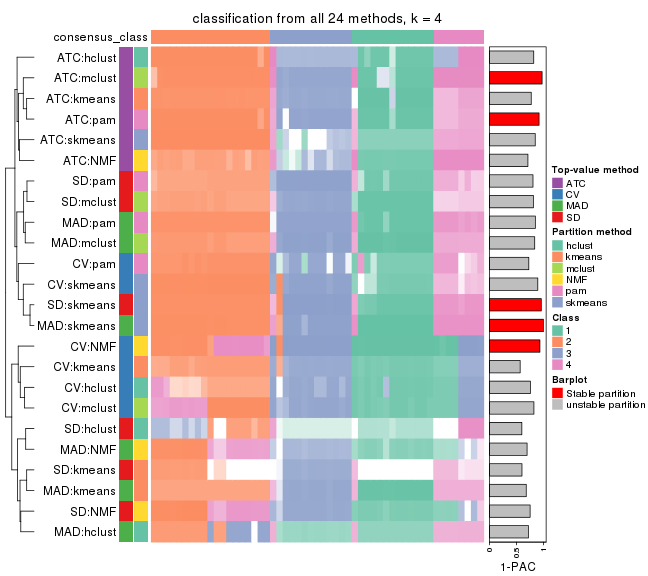 classification from all 24 methods, k = 4
consensus_class
ATC:hclust
ATC:mclust
ATC:kmeans
ATC:pam
ATC:skmeans
ATC:NMF
SD:pam
SD:mclust
MAD:pam
MAD:mclust
CV:pam
CV:skmeans
SD:skmeans
MAD:skmeans
CV:NMF
CV:kmeans
CV:hclust
CV:mclust
SD:hclust
MAD:NMF
SD:kmeans
MAD:kmeans
SD:NMF
MAD:hclust
0
0.5
1
1-PAC
Top-value method
ATC
CV
MAD
SD
Partition method
hclust
kmeans
mclust
NMF
pam
skmeans
Class
1
2
3
4
Barplot
Stable partition
unstable partition